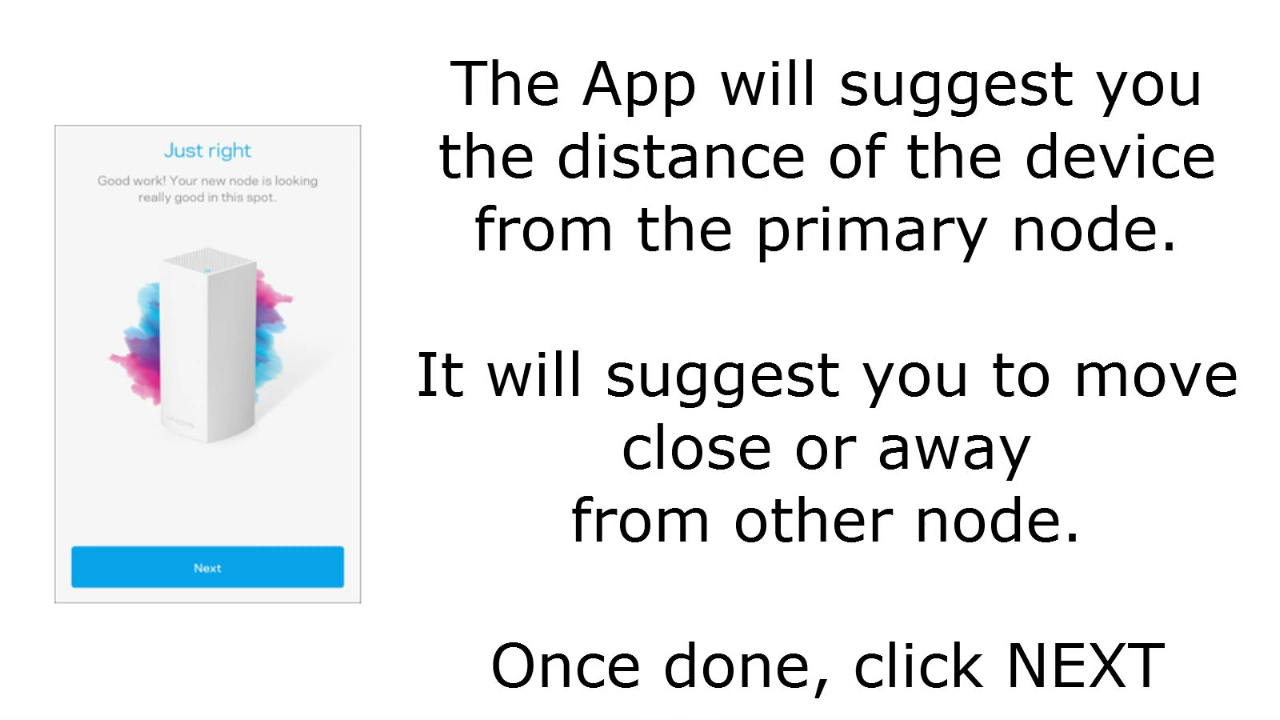 Just right
Good work! Your new node is looking
really good in this spot.
Next
The App will suggest you
the distance of the device
from the primary node.
It will suggest you to move
close or away
from other node.
Once done, click NEXT